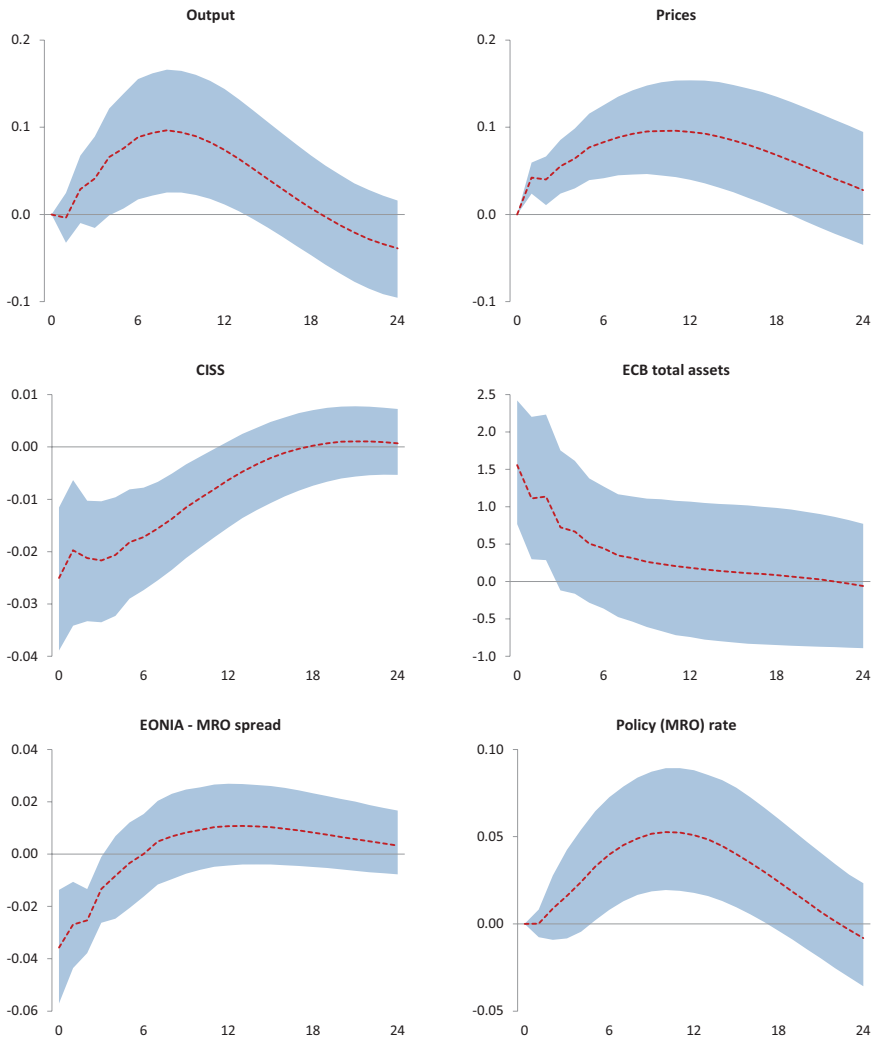 Output
0.2
0.1
0.0
-0.1
0 6 12 18 24
Prices
0.2
0.1
0.0
-0.1
0 6 12 18 24
CISS
0.01
0.00
-0.01
-0.02
-0.03
-0.04
0 6 12 18 24
ECB total assets
2.5
2.0
1.5
1.0
0.5
0.0
-0.5
-1.0
0 6 12 18 24
EONIA - MRO spread
0.04
0.02
0.00
-0.02
-0.04
-0.06
0 6 12 18 24
Policy (MRO) rate
0.10
0.05
0.00
-0.05
0 6 12 18 24